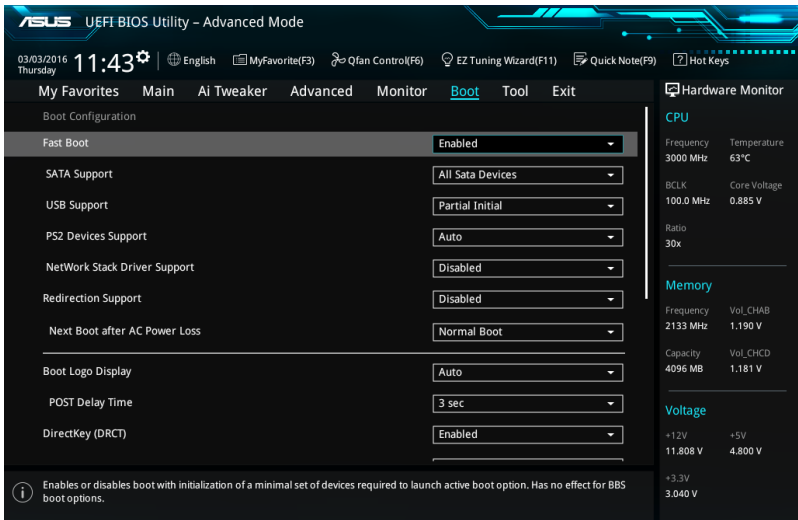 ASUS UEFI BIOS Utility – Advanced Mode
03/03/2016
Thursday
11:43
English
MyFavorite(F3)
Qfan Control(F6)
EZ Tuning Wizard(F11)
Quick Note(F9)
? Hot Keys
My Favorites Main Ai Tweaker Advanced Monitor Boot Tool Exit
Boot Configuration
Fast Boot Enabled
SATA Support All Sata Devices
USB Support Partial Initial
PS2 Devices Support Auto
NetWork Stack Driver Support Disabled
Redirection Support Disabled
Next Boot after AC Power Loss Normal Boot
Boot Logo Display Auto
POST Delay Time 3 sec
DirectKey (DRCT) Enabled
i Enables or disables boot with initialization of a minimal set of devices required to launch active boot option. Has no effect for BBS
boot options.
Hardware Monitor
CPU
Frequency Temperature
3000 MHz 63°C
BCLK Core Voltage
100.0 MHz 0.885 V
Ratio
30x
Memory
Frequency Vol_CHAB
2133 MHz 1.190 V
Capacity Vol_CHCD
4096 MB 1.181 V
Voltage
+12V +5V
11.808 V 4.800 V
+3.3V
3.040 V